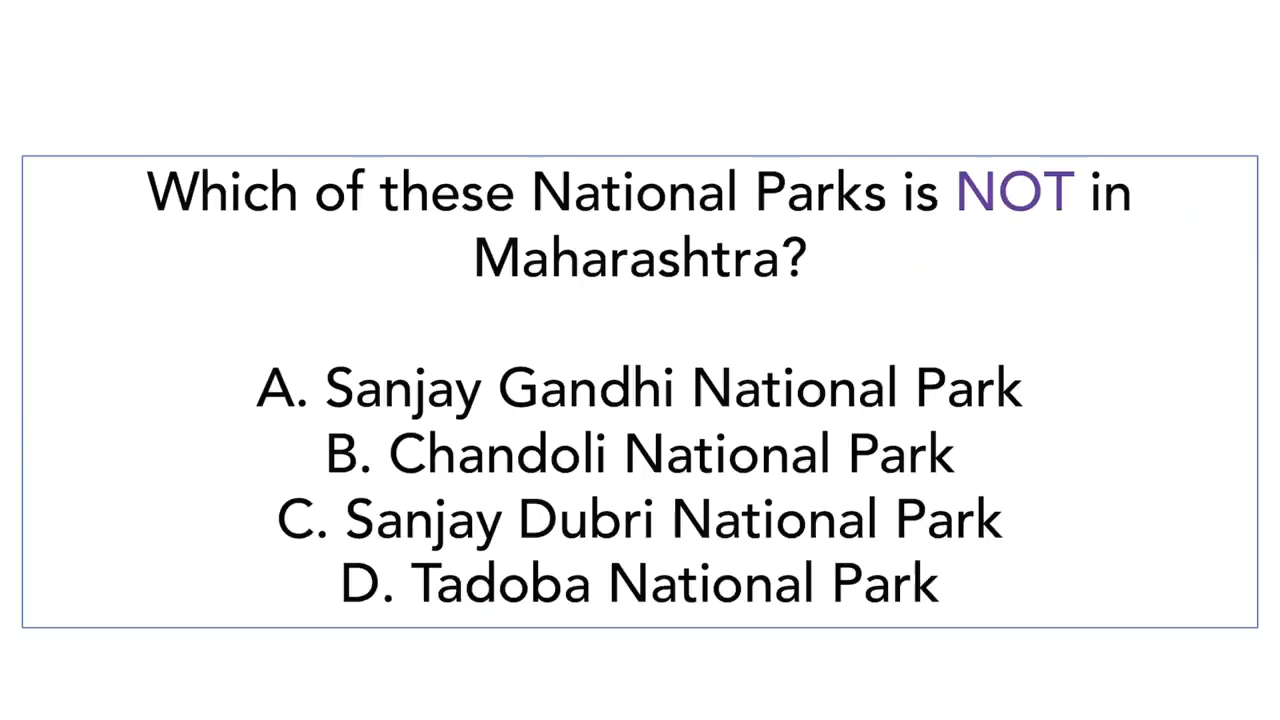 Which of these National Parks is NOT in
Maharashtra?
A. Sanjay Gandhi National Park
B. Chandoli National Park
C. Sanjay Dubri National Park
D. Tadoba National Park